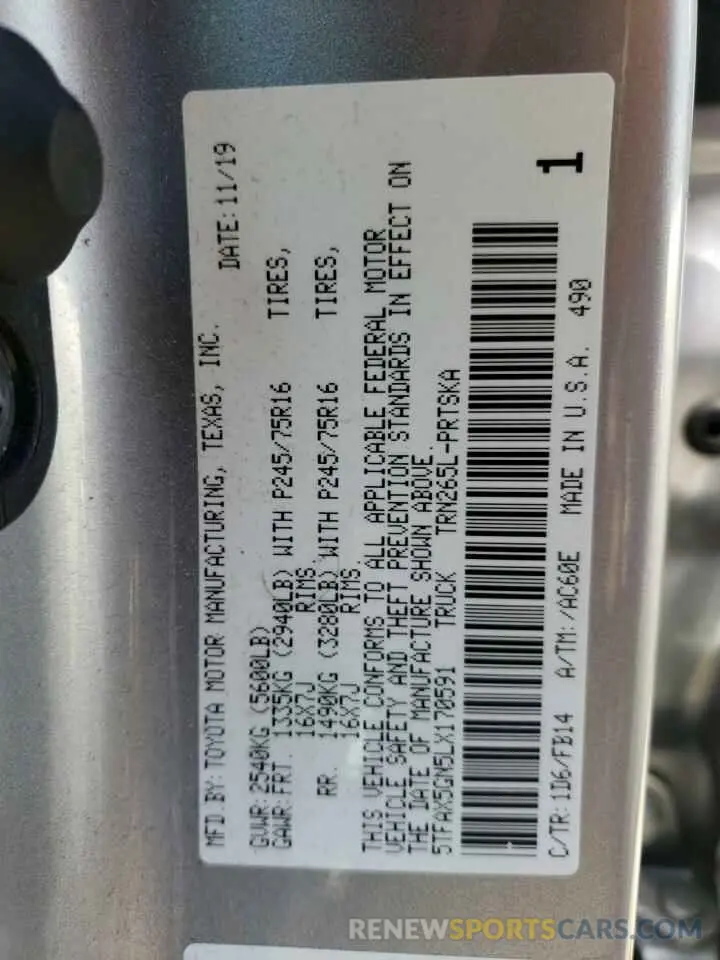 MFD BY: TOYOTA MOTOR MANUFACTURING, TEXAS, INC.
DATE: 11/19
GVWR: 2540KG (5600LB)
GAWR: FRT. 1335KG (2940LB) WITH P245/75R16 TIRES,
16X7J RIMS
RR. 1490KG (3280LB) WITH P245/75R16 TIRES,
16X7J RIMS.
THIS VEHICLE CONFORMS TO ALL APPLICABLE FEDERAL MOTOR
VEHICLE SAFETY AND THEFT PREVENTION STANDARDS IN EFFECT ON
THE DATE OF MANUFACTURE SHOWN ABOVE.
5TFAX5GN5LX170591 TRUCK TRN265L-PRTSKA
1
C/TR: 1D6/FB14 A/TM: /AC60E MADE IN U.S.A. 490
RENEWSPORTSCARS.COM